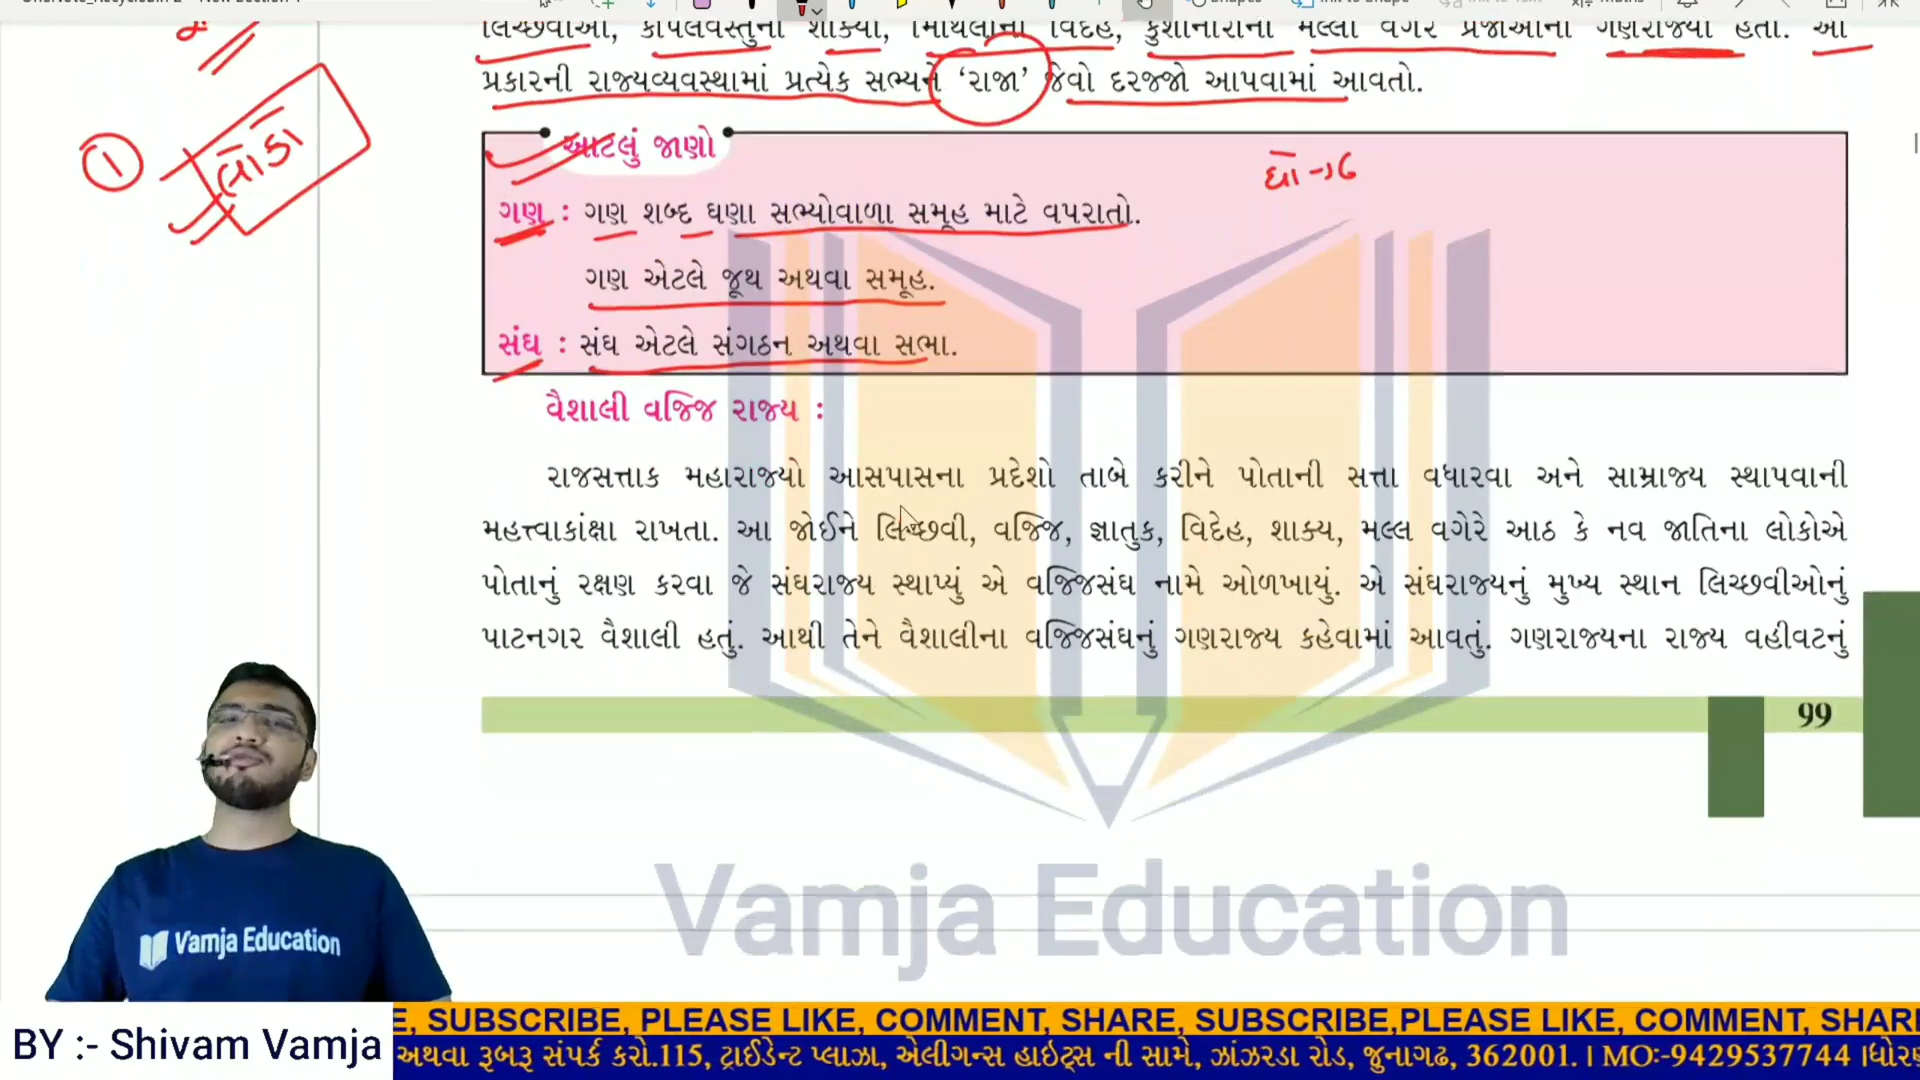 લિચ્છવીઓ, કપિલવસ્તુના શાક્યો, મિથિલાના વિદેહ, કુશીનારાના મલ્લો વગેરે પ્રજાઓનાં ગણરાજ્યો હતાં. આ
પ્રકારની રાજ્યવ્યવસ્થામાં પ્રત્યેક સભ્યને ‘રાજા’ જેવો દરજ્જો આપવામાં આવતો.
આટલું જાણો
ગણ : ગણ શબ્દ ઘણા સભ્યોવાળા સમૂહ માટે વપરાતો.
ગણ એટલે જૂથ અથવા સમૂહ.
સંઘ : સંઘ એટલે સંગઠન અથવા સભા.
વૈશાલી વજ્જિ રાજ્ય :
રાજસત્તાક મહારાજ્યો આસપાસના પ્રદેશો તાબે કરીને પોતાની સત્તા વધારવા અને સામ્રાજ્ય સ્થાપવાની
મહત્ત્વાકાંક્ષા રાખતા. આ જોઈને લિચ્છવી, વજ્જિ, જ્ઞાતુક, વિદેહ, શાક્ય, મલ્લ વગેરે આઠ કે નવ જાતિના લોકોએ
પોતાનું રક્ષણ કરવા જે સંઘરાજ્ય સ્થાપ્યું એ વજ્જિસંઘ નામે ઓળખાયું. એ સંઘરાજ્યનું મુખ્ય સ્થાન લિચ્છવીઓનું
પાટનગર વૈશાલી હતું. આથી તેને વૈશાલીના વજ્જિસંઘનું ગણરાજ્ય કહેવામાં આવતું. ગણરાજ્યના રાજ્ય વહીવટનું
99
Vamja Education
Vamja Education
BY :- Shivam Vamja
E, SUBSCRIBE, PLEASE LIKE, COMMENT, SHARE, SUBSCRIBE,PLEASE LIKE, COMMENT, SHARE
અથવા રૂબરૂ સંપર્ક કરો.115, ટ્રાઈડેન્ટ પ્લાઝા, એલીગન્સ હાઇટ્સ ની સામે, ઝાંઝરડા રોડ, જુનાગઢ, 362001. | MO:-9429537744 |ધોરણ